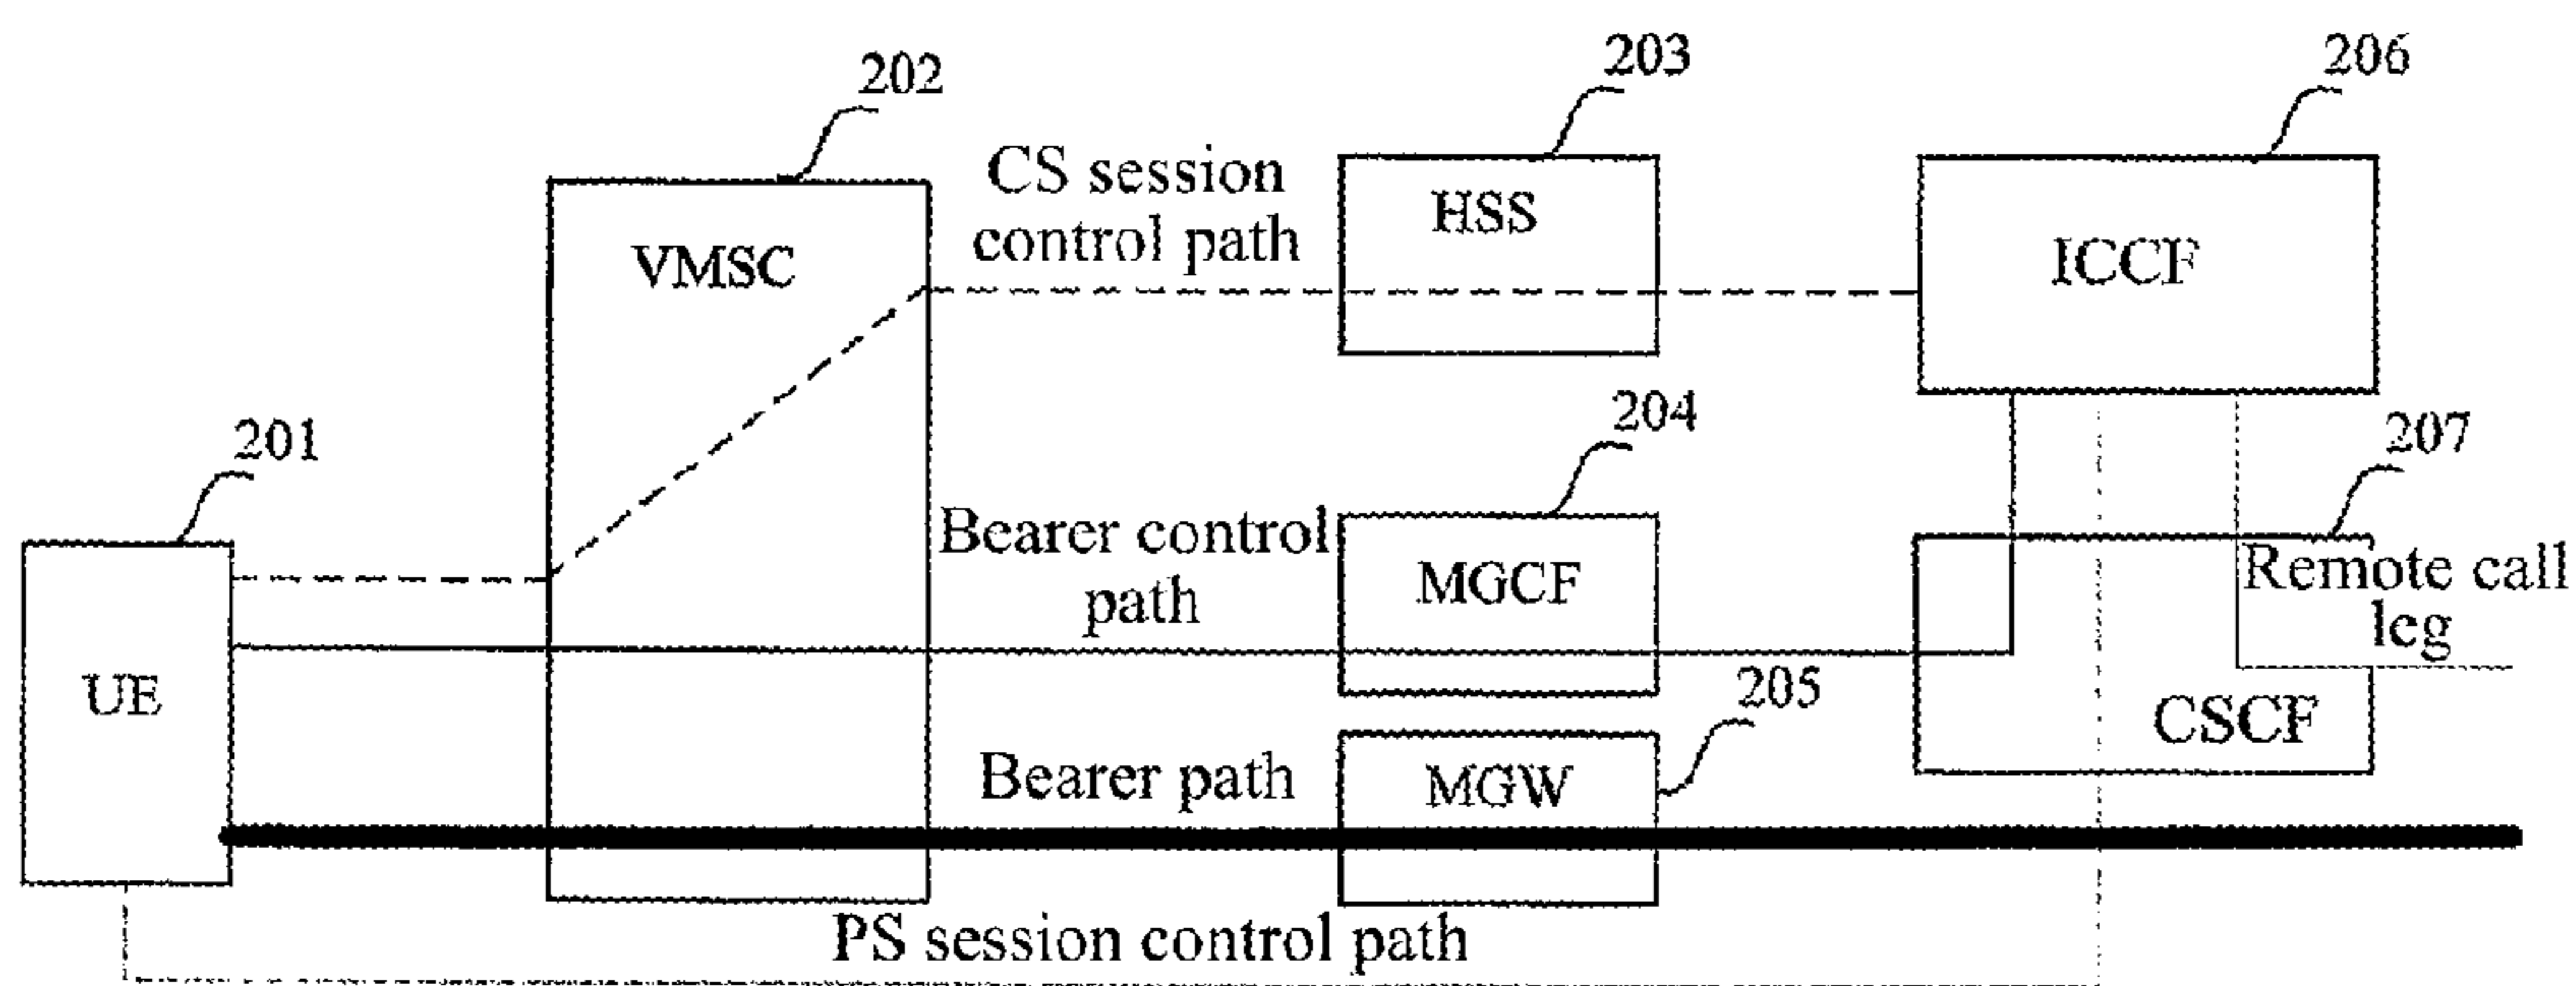 203
206
202
CS session
control path
HSS
VMSC
ICCF
204
207
201
Bearer control
path
MGCF
Remote call
leg
UE
205
CSCF
Bearer path
MGW
PS session control path